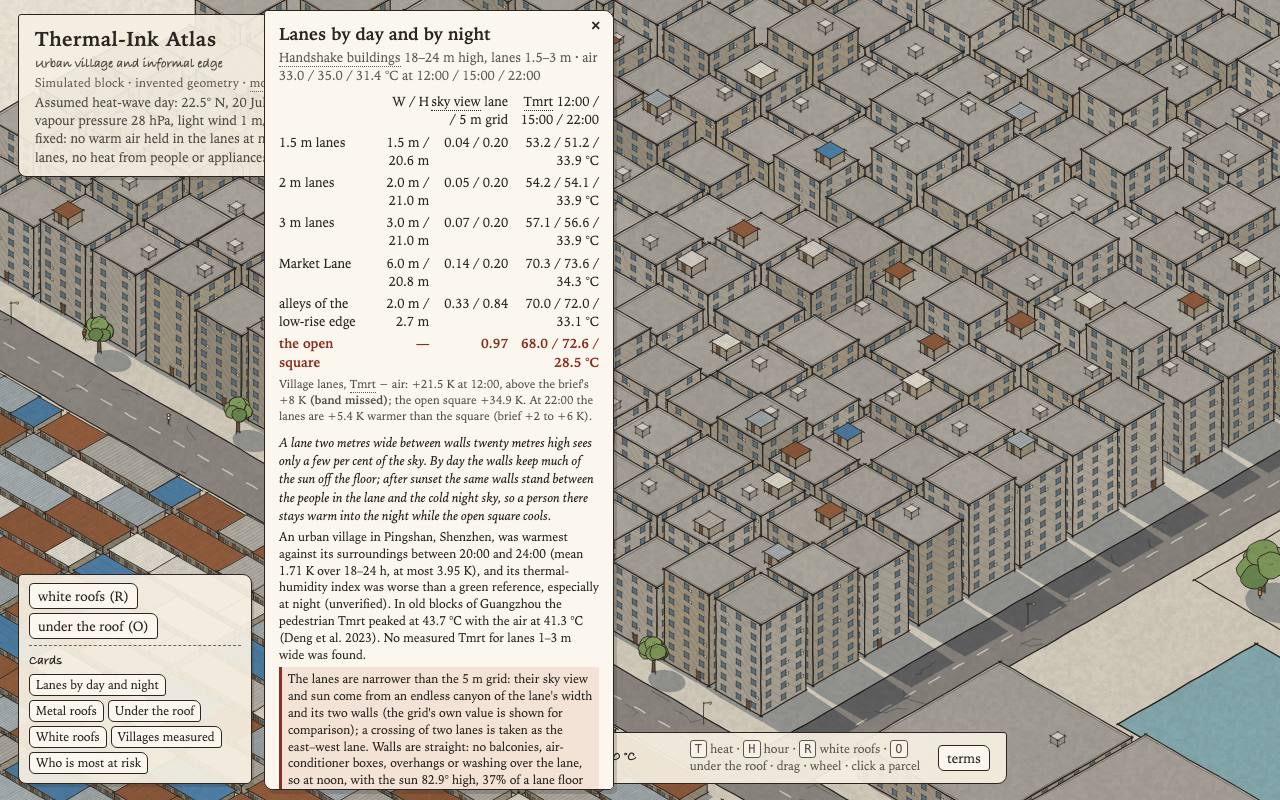 Thermal-Ink Atlas
Urban village and informal edge
Simulated block · invented geometry ·
Assumed heat-wave day: 22.5° N, 20
vapour pressure 28 hPa, light wind 1 m,
fixed: no warm air held in the lanes at
lanes, no heat from people or appliance
×
Lanes by day and by night
Handshake buildings 18–24 m high, lanes 1.5–3 m · air
33.0 / 35.0 / 31.4 °C at 12:00 / 15:00 / 22:00
W / H sky view lane Tmrt 12:00 /
/ 5 m grid 15:00 / 22:00
1.5 m lanes 1.5 m / 0.04 / 0.20 53.2 / 51.2 /
20.6 m 33.9 °C
2 m lanes 2.0 m / 0.05 / 0.20 54.2 / 54.1 /
21.0 m 33.9 °C
3 m lanes 3.0 m / 0.07 / 0.20 57.1 / 56.6 /
21.0 m 33.9 °C
Market Lane 6.0 m / 0.14 / 0.20 70.3 / 73.6 /
20.8 m 34.3 °C
alleys of the 2.0 m / 0.33 / 0.84 70.0 / 72.0 /
low-rise edge 2.7 m 33.1 °C
the open — 0.97 68.0 / 72.6 /
square 28.5 °C
Village lanes, Tmrt − air: +21.5 K at 12:00, above the brief's
+8 K (band missed); the open square +34.9 K. At 22:00 the
lanes are +5.4 K warmer than the square (brief +2 to +6 K).
A lane two metres wide between walls twenty metres high sees
only a few per cent of the sky. By day the walls keep much of
the sun off the floor; after sunset the same walls stand between
the people in the lane and the cold night sky, so a person there
stays warm into the night while the open square cools.
An urban village in Pingshan, Shenzhen, was warmest
against its surroundings between 20:00 and 24:00 (mean
1.71 K over 18–24 h, at most 3.95 K), and its thermal-
humidity index was worse than a green reference, especially
at night (unverified). In old blocks of Guangzhou the
pedestrian Tmrt peaked at 43.7 °C with the air at 41.3 °C
(Deng et al. 2023). No measured Tmrt for lanes 1–3 m
wide was found.
The lanes are narrower than the 5 m grid: their sky view
and sun come from an endless canyon of the lane's width
and its two walls (the grid's own value is shown for
comparison); a crossing of two lanes is taken as the
east–west lane. Walls are straight: no balconies, air-
conditioner boxes, overhangs or washing over the lane,
so at noon, with the sun 82.9° high, 37% of a lane floor
white roofs (R)
under the roof (O)
Cards
Lanes by day and night
Metal roofs Under the roof
White roofs Villages measured
Who is most at risk
°C
T heat · H hour · R white roofs · O
under the roof · drag · wheel · click a parcel
terms